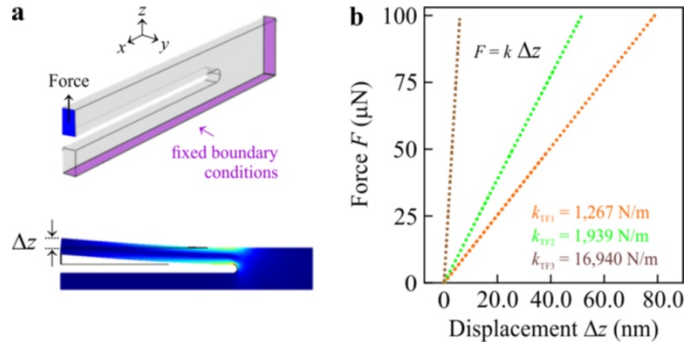 a
z
x
y
Force
fixed boundary
conditions
Δz
b
F = k Δz
100
75
50
25
0
Force F (μN)
k_TF1 = 1,267 N/m
k_TF2 = 1,939 N/m
k_TF3 = 16,940 N/m
0 20.0 40.0 60.0 80.0
Displacement Δz (nm)